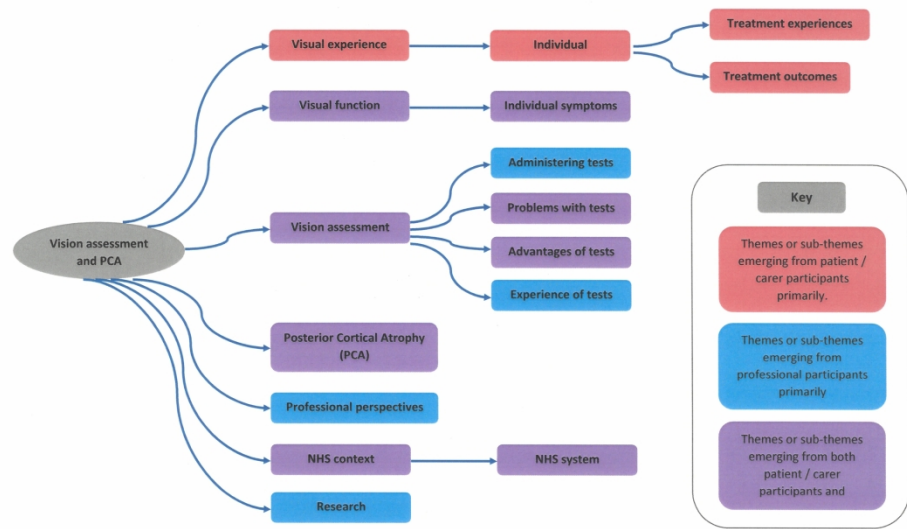 Visual experience
Individual
Treatment experiences
Treatment outcomes
Visual function
Individual symptoms
Vision assessment
and PCA
Vision assessment
Administering tests
Problems with tests
Advantages of tests
Experience of tests
Posterior Cortical Atrophy
(PCA)
Professional perspectives
NHS context
NHS system
Research
Key
Themes or sub-themes
emerging from patient /
carer participants
primarily.
Themes or sub-themes
emerging from
professional participants
primarily
Themes or sub-themes
emerging from both
patient / carer
participants and